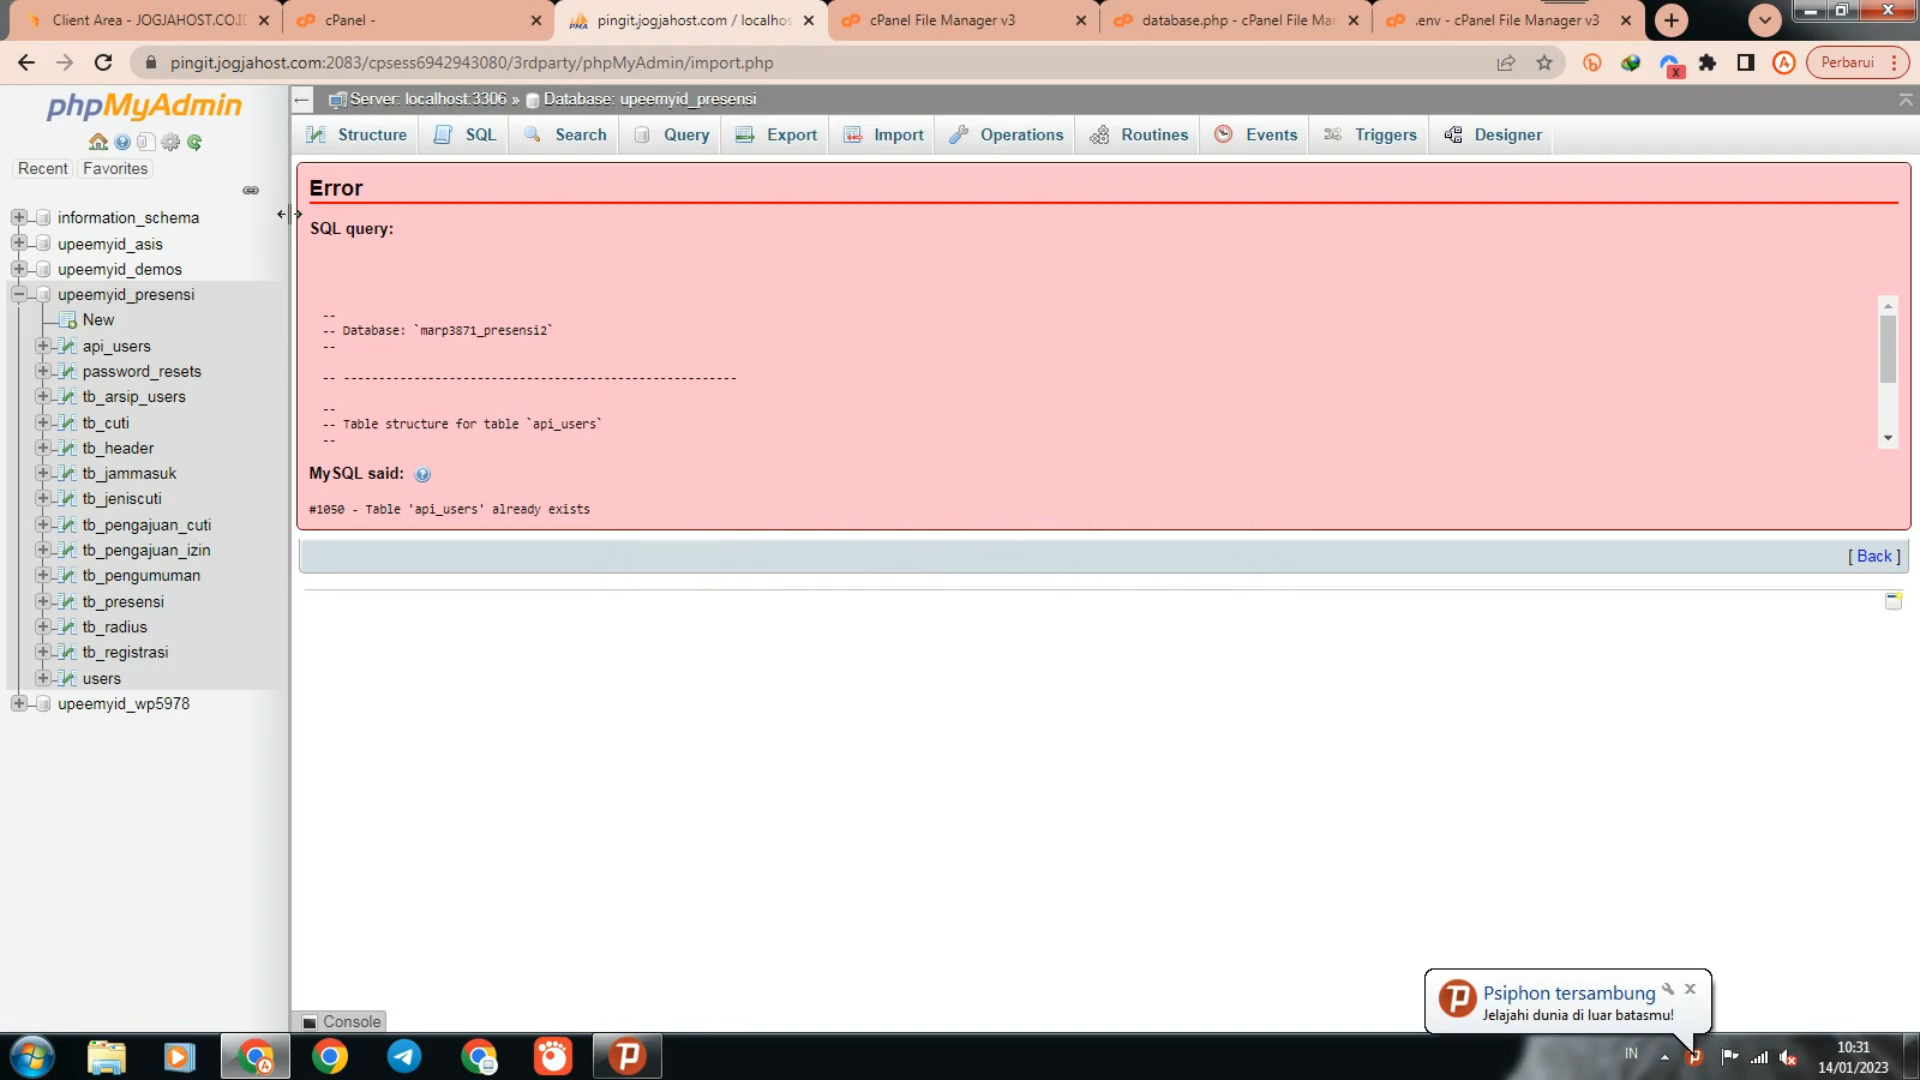 Client Area - JOGJAHOST.CO.I
cPanel -
pingit.jogjahost.com / localhos
cPanel File Manager v3
database.php - cPanel File Ma
.env - cPanel File Manager v3
pingit.jogjahost.com:2083/cpsess6942943080/3rdparty/phpMyAdmin/import.php
Perbarui
phpMyAdmin
Recent
Favorites
information_schema
upeemyid_asis
upeemyid_demos
upeemyid_presensi
New
api_users
password_resets
tb_arsip_users
tb_cuti
tb_header
tb_jammasuk
tb_jeniscuti
tb_pengajuan_cuti
tb_pengajuan_izin
tb_pengumuman
tb_presensi
tb_radius
tb_registrasi
users
upeemyid_wp5978
Server: localhost:3306 » Database: upeemyid_presensi
Structure
SQL
Search
Query
Export
Import
Operations
Routines
Events
Triggers
Designer
Error
SQL query:
--
-- Database: `marp3871_presensi2`
--
-- --------------------------------------------------------
--
-- Table structure for table `api_users`
--
MySQL said:
#1050 - Table 'api_users' already exists
[ Back ]
Console
Psiphon tersambung
Jelajahi dunia di luar batasmu!
IN
10:31
14/01/2023